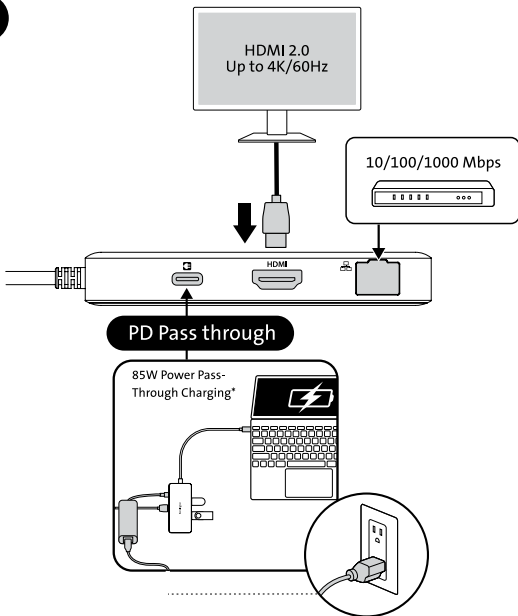 HDMI 2.0
Up to 4K/60Hz
10/100/1000 Mbps
HDMI
PD Pass through
85W Power Pass-
Through Charging*